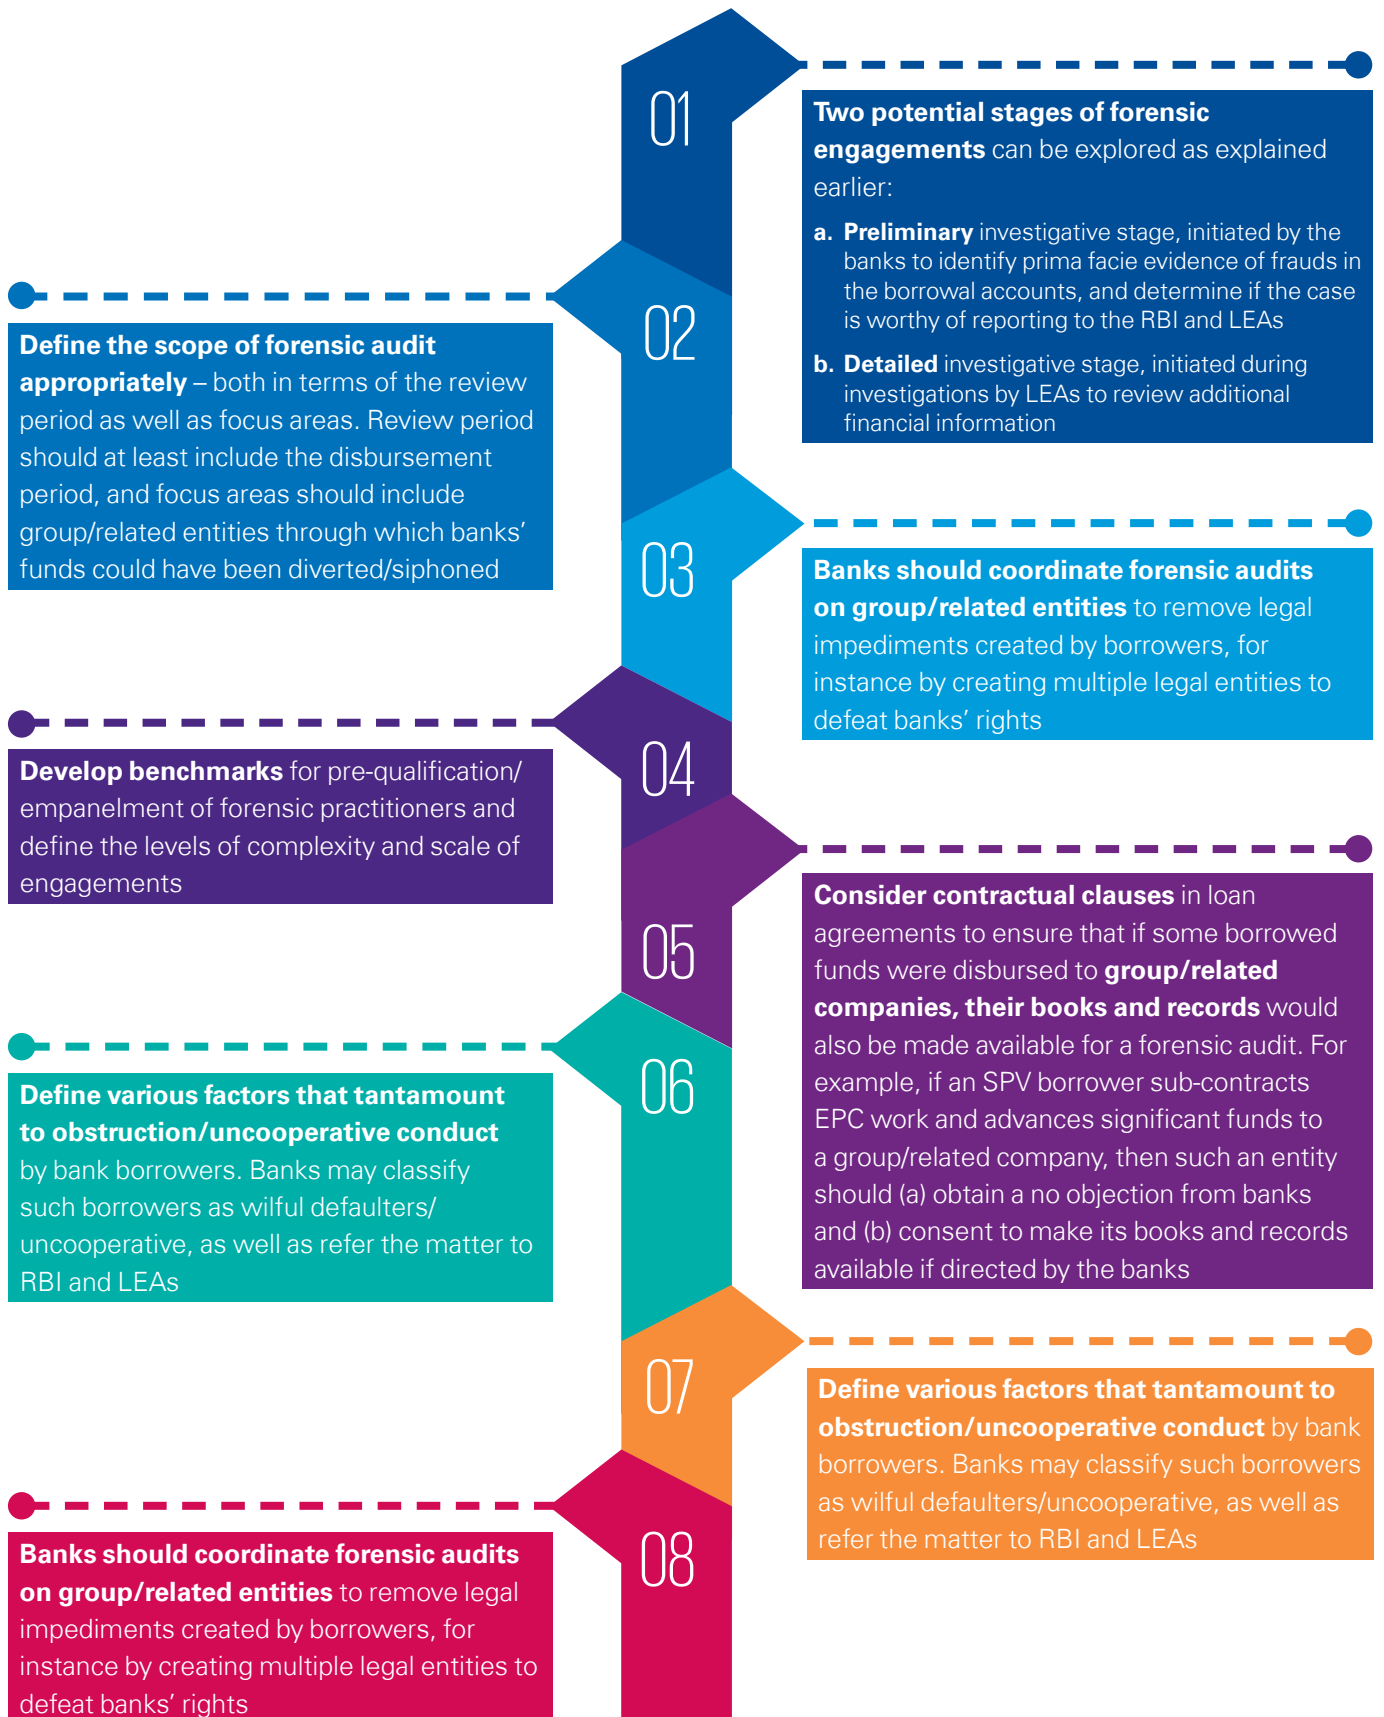 01
Two potential stages of forensic
engagements can be explored as explained
earlier:
a. Preliminary investigative stage, initiated by the
banks to identify prima facie evidence of frauds in
the borrowal accounts, and determine if the case
is worthy of reporting to the RBI and LEAs
b. Detailed investigative stage, initiated during
investigations by LEAs to review additional
financial information
02
Define the scope of forensic audit
appropriately – both in terms of the review
period as well as focus areas. Review period
should at least include the disbursement
period, and focus areas should include
group/related entities through which banks’
funds could have been diverted/siphoned
03
Banks should coordinate forensic audits
on group/related entities to remove legal
impediments created by borrowers, for
instance by creating multiple legal entities to
defeat banks’ rights
04
Develop benchmarks for pre-qualification/
empanelment of forensic practitioners and
define the levels of complexity and scale of
engagements
05
Consider contractual clauses in loan
agreements to ensure that if some borrowed
funds were disbursed to group/related
companies, their books and records would
also be made available for a forensic audit. For
example, if an SPV borrower sub-contracts
EPC work and advances significant funds to
a group/related company, then such an entity
should (a) obtain a no objection from banks
and (b) consent to make its books and records
available if directed by the banks
06
Define various factors that tantamount
to obstruction/uncooperative conduct
by bank borrowers. Banks may classify
such borrowers as wilful defaulters/
uncooperative, as well as refer the matter to
RBI and LEAs
07
Define various factors that tantamount to
obstruction/uncooperative conduct by bank
borrowers. Banks may classify such borrowers
as wilful defaulters/uncooperative, as well as
refer the matter to RBI and LEAs
08
Banks should coordinate forensic audits
on group/related entities to remove legal
impediments created by borrowers, for
instance by creating multiple legal entities to
defeat banks’ rights